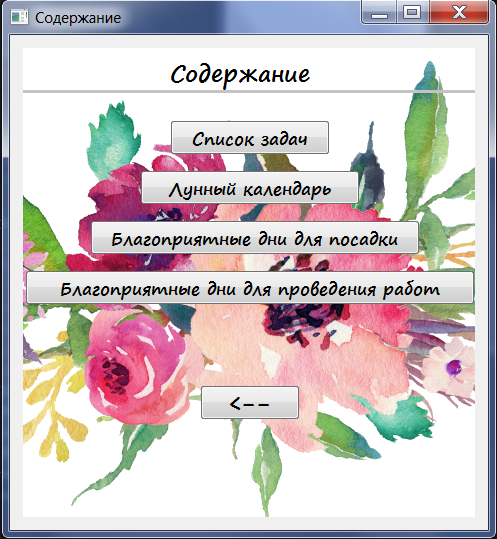 Содержание
Содержание
Список задач
Лунный календарь
Благоприятные дни для посадки
Благоприятные дни для проведения работ
<--